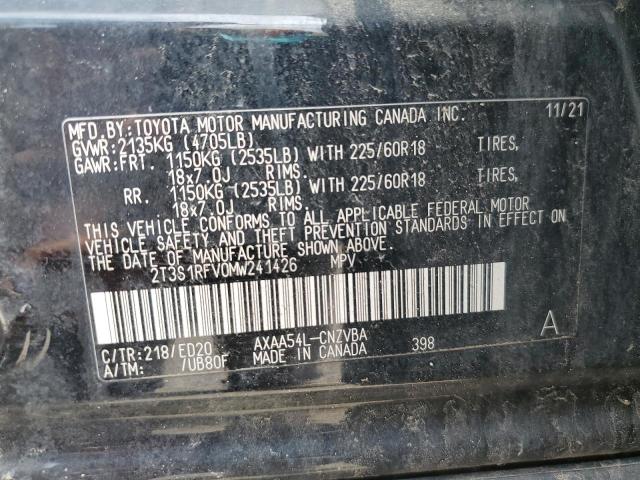 MFD.BY:TOYOTA MOTOR MANUFACTURING CANADA INC. 11/21
GVWR:2135KG (4705LB)
GAWR:FRT. 1150KG (2535LB) WITH 225/60R18 TIRES,
18x7.0J RIMS.
RR. 1150KG (2535LB) WITH 225/60R18 TIRES,
18x7.0J RIMS.
THIS VEHICLE CONFORMS TO ALL APPLICABLE FEDERAL MOTOR
VEHICLE SAFETY AND THEFT PREVENTION STANDARDS IN EFFECT ON
THE DATE OF MANUFACTURE SHOWN ABOVE.
2T3S1RFV0MW241426 MPV
C/TR:218/ED20 AXAA54L-CNZVBA 398 A
A/TM: /UB80F MADE IN CANADA